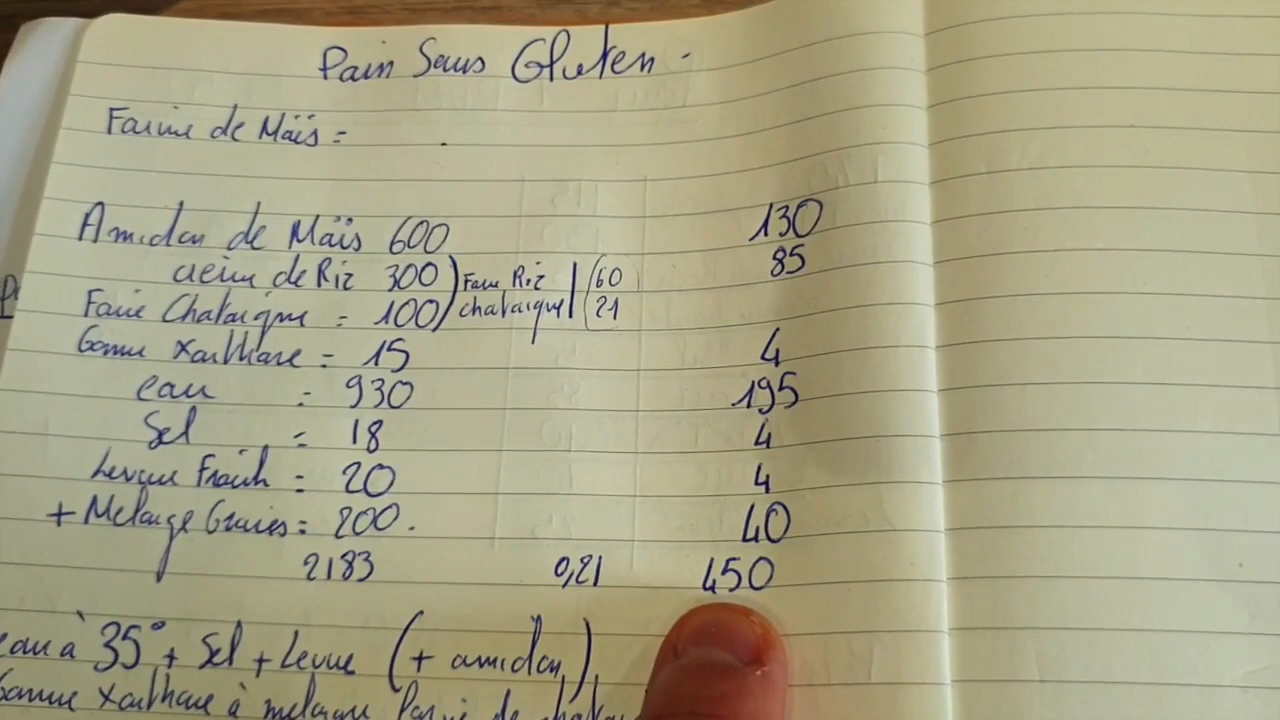 Pain Sans Gluten.
Farine de Maïs =
Amidon de Maïs 600 130
crème de Riz 300 Farine Riz 60 85
Farine Chataigne = 100 chataigne 21
Gomme Xanthane = 15 4
eau = 930 195
Sel = 18 4
Levure Fraîch = 20 4
+ Melange Graines = 200. 40
2183 0,21 450
eau à 35° + Sel + Levure (+ amidon)
Gomme Xanthane à melanger